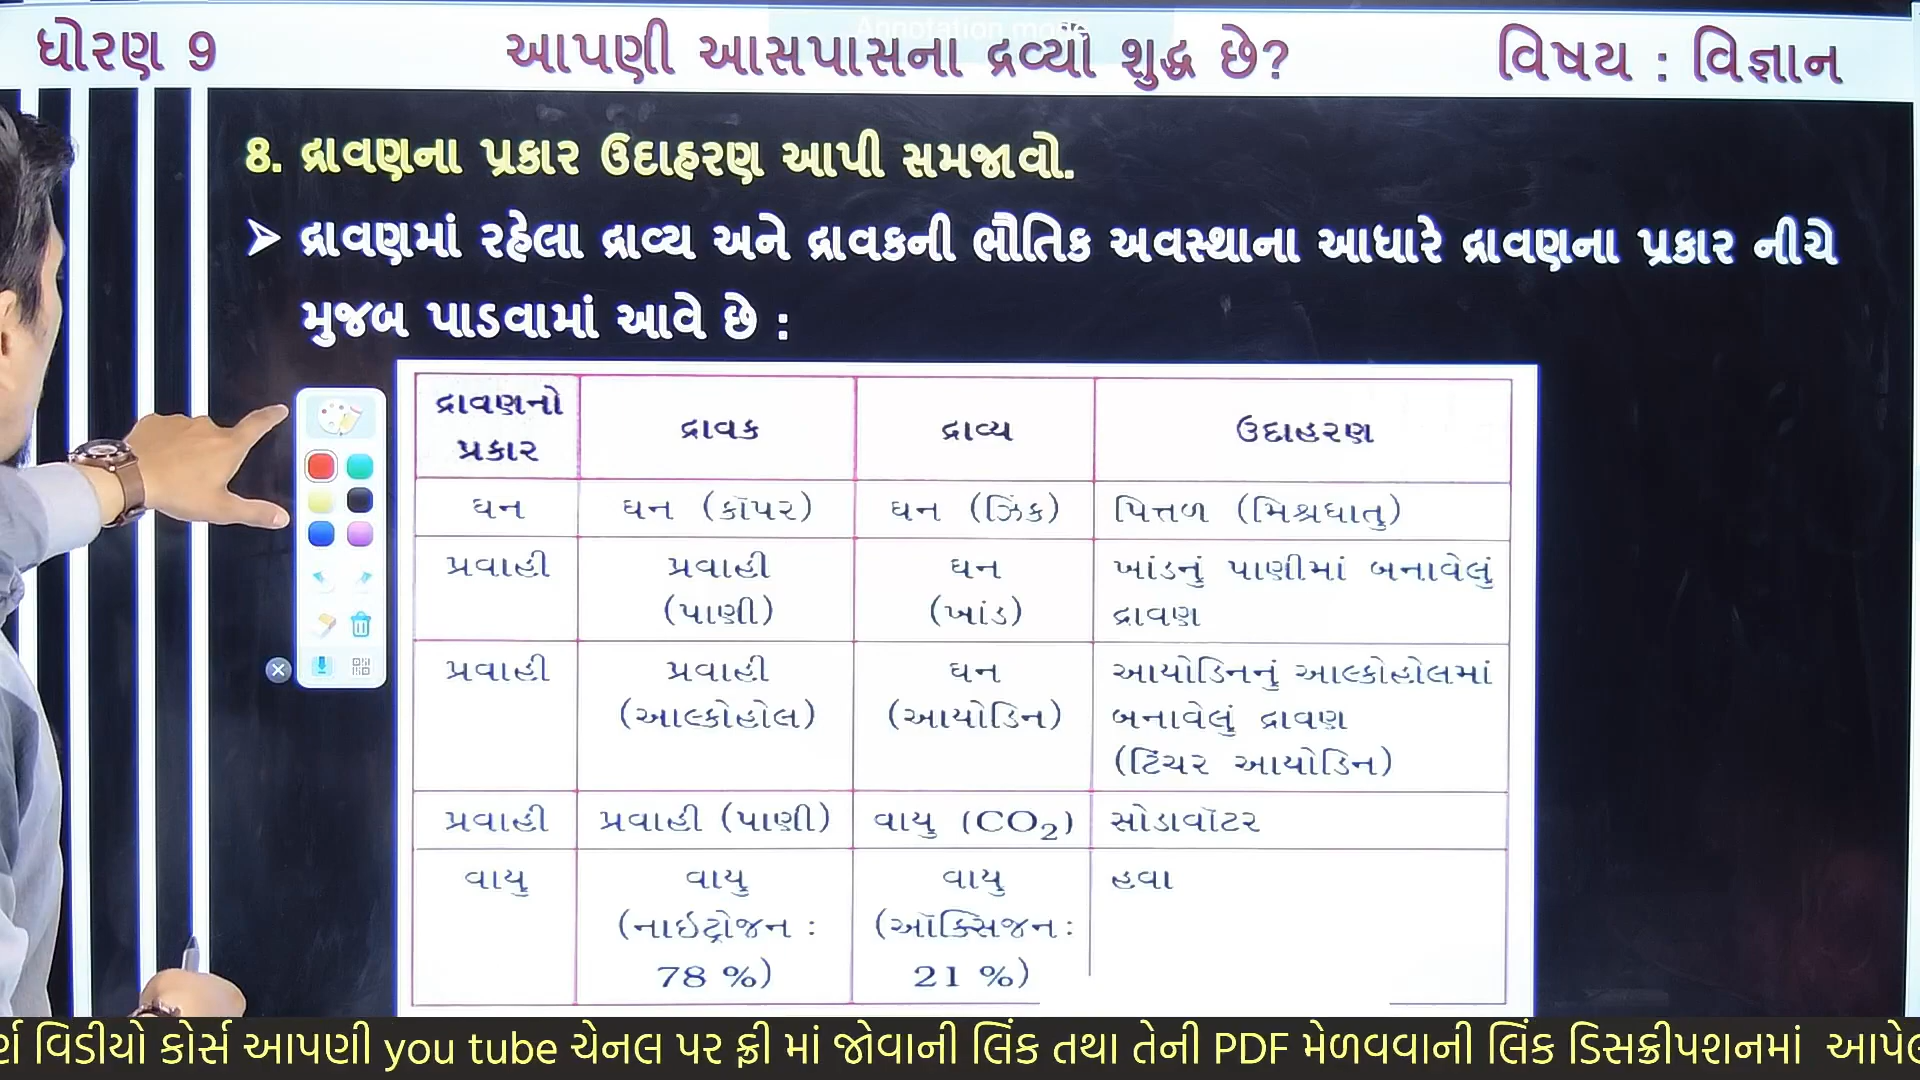 Annotation mode
ધોરણ 9
આપણી આસપાસના દ્રવ્યો શુદ્ધ છે?
વિષય : વિજ્ઞાન
8. દ્રાવણના પ્રકાર ઉદાહરણ આપી સમજાવો.
➢ દ્રાવણમાં રહેલા દ્રાવ્ય અને દ્રાવકની ભૌતિક અવસ્થાના આધારે દ્રાવણના પ્રકાર નીચે
મુજબ પાડવામાં આવે છે :
દ્રાવણનો
પ્રકાર
દ્રાવક
દ્રાવ્ય
ઉદાહરણ
ઘન
ઘન (કૉપર)
ઘન (ઝિંક)
પિત્તળ (મિશ્રધાતુ)
પ્રવાહી
પ્રવાહી
(પાણી)
ઘન
(ખાંડ)
ખાંડનું પાણીમાં બનાવેલું
દ્રાવણ
પ્રવાહી
પ્રવાહી
(આલ્કોહોલ)
ઘન
(આયોડિન)
આયોડિનનું આલ્કોહોલમાં
બનાવેલું દ્રાવણ
(ટિંચર આયોડિન)
પ્રવાહી
પ્રવાહી (પાણી)
વાયુ (CO₂)
સોડાવૉટર
વાયુ
વાયુ
(નાઇટ્રોજન :
78 %)
વાયુ
(ઑક્સિજન :
21 %)
હવા
વિડીયો કોર્સ આપણી you tube ચેનલ પર ફ્રી માં જોવાની લિંક તથા તેની PDF મેળવવાની લિંક ડિસક્રીપશનમાં